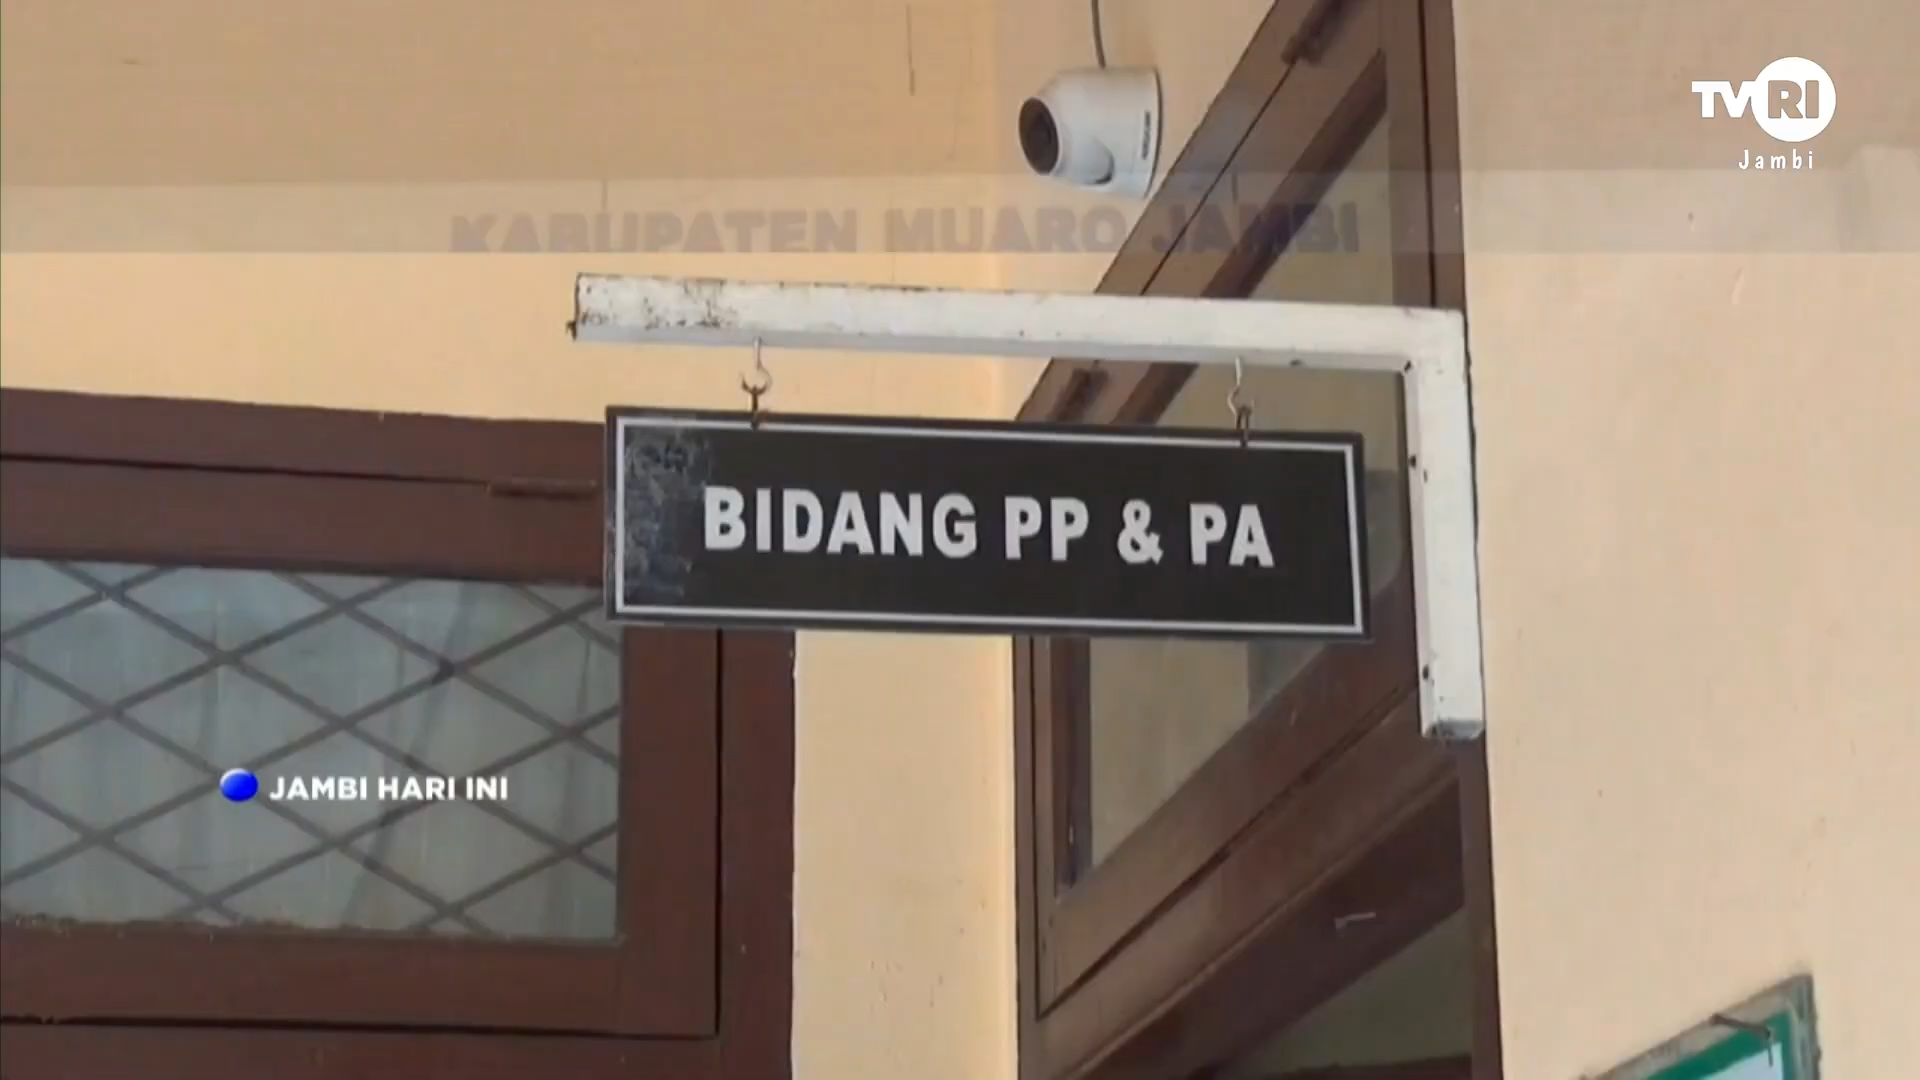 TVRI
Jambi
KABUPATEN MUARO JAMBI
BIDANG PP & PA
JAMBI HARI INI